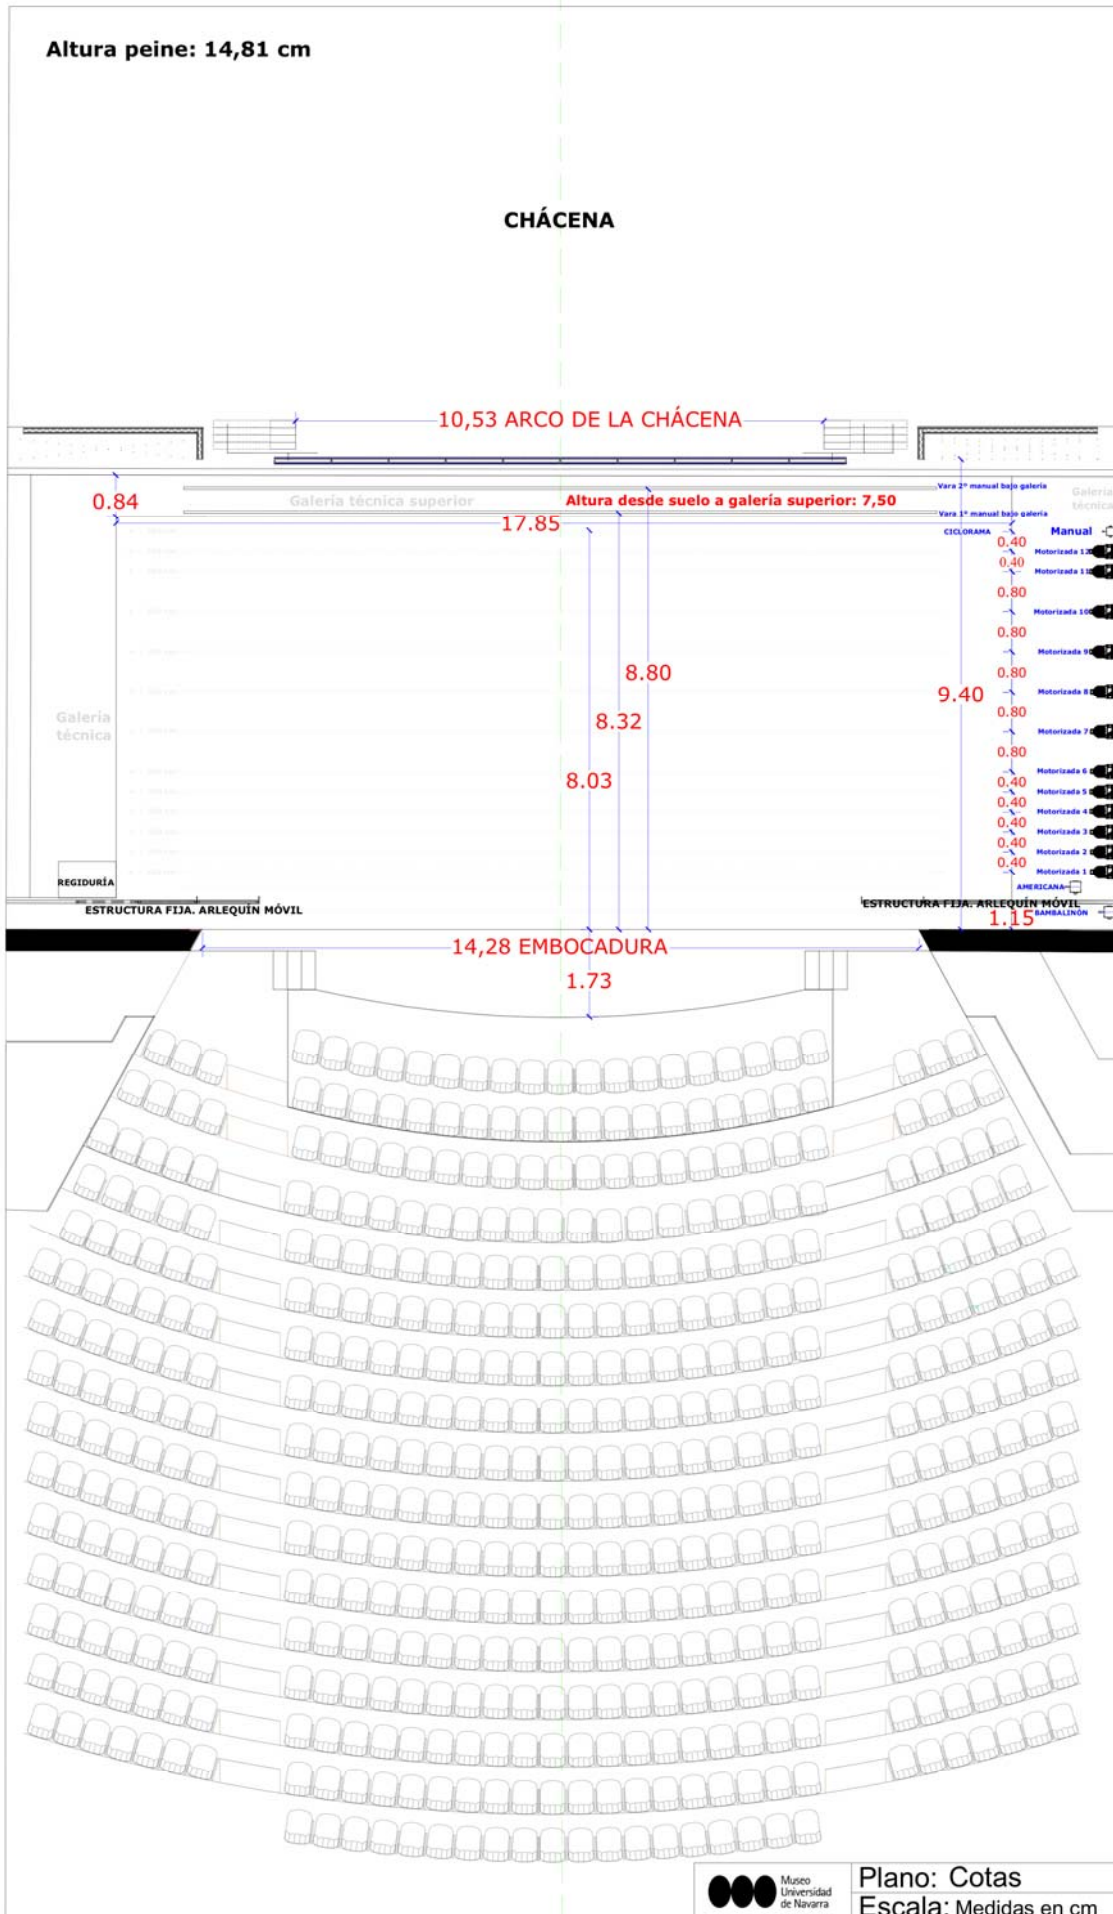 Altura peine: 14,81 cm
CHÁCENA
10,53 ARCO DE LA CHÁCENA
Vara 2º manual bajo galería
0.84
Galería técnica superior
Altura desde suelo a galería superior: 7,50
Galería
técnica
Vara 1º manual bajo galería
17.85
CICLORAMA
Manual
0.40
Motorizada 12
0.40
Motorizada 11
0.80
Motorizada 10
0.80
Motorizada 9
8.80
0.80
9.40
Motorizada 8
Galería
técnica
8.32
0.80
Motorizada 7
0.80
8.03
Motorizada 6
0.40
Motorizada 5
0.40
Motorizada 4
0.40
Motorizada 3
0.40
Motorizada 2
0.40
Motorizada 1
REGIDURÍA
AMERICANA
ESTRUCTURA FIJA. ARLEQUÍN MÓVIL
ESTRUCTURA FIJA. ARLEQUÍN MÓVIL
1.15
BAMBALINÓN
14,28 EMBOCADURA
1.73
Museo
Universidad
de Navarra
Plano: Cotas
Escala: Medidas en cm